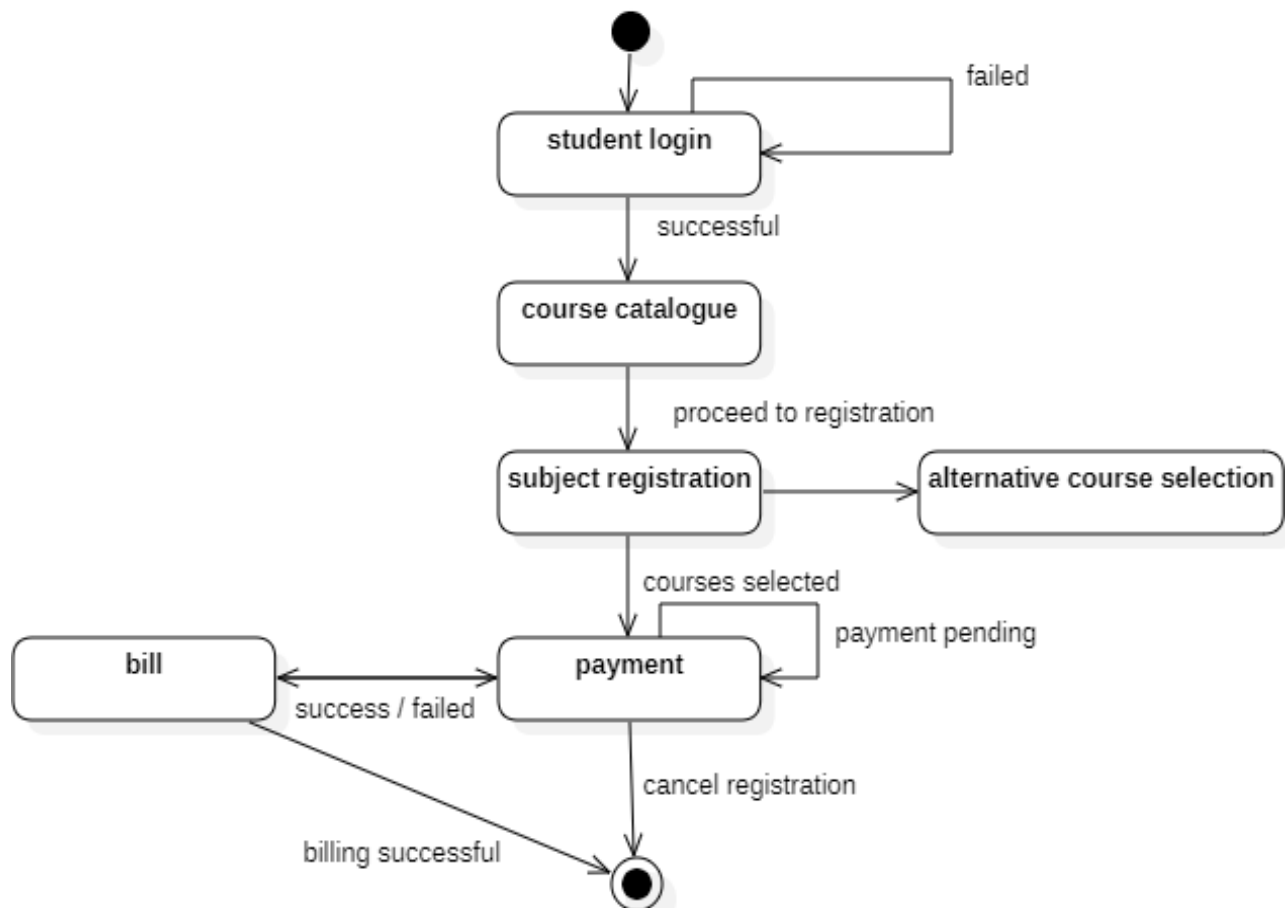 failed
student login
successful
course catalogue
proceed to registration
subject registration
alternative course selection
courses selected
payment pending
bill
payment
success / failed
cancel registration
billing successful